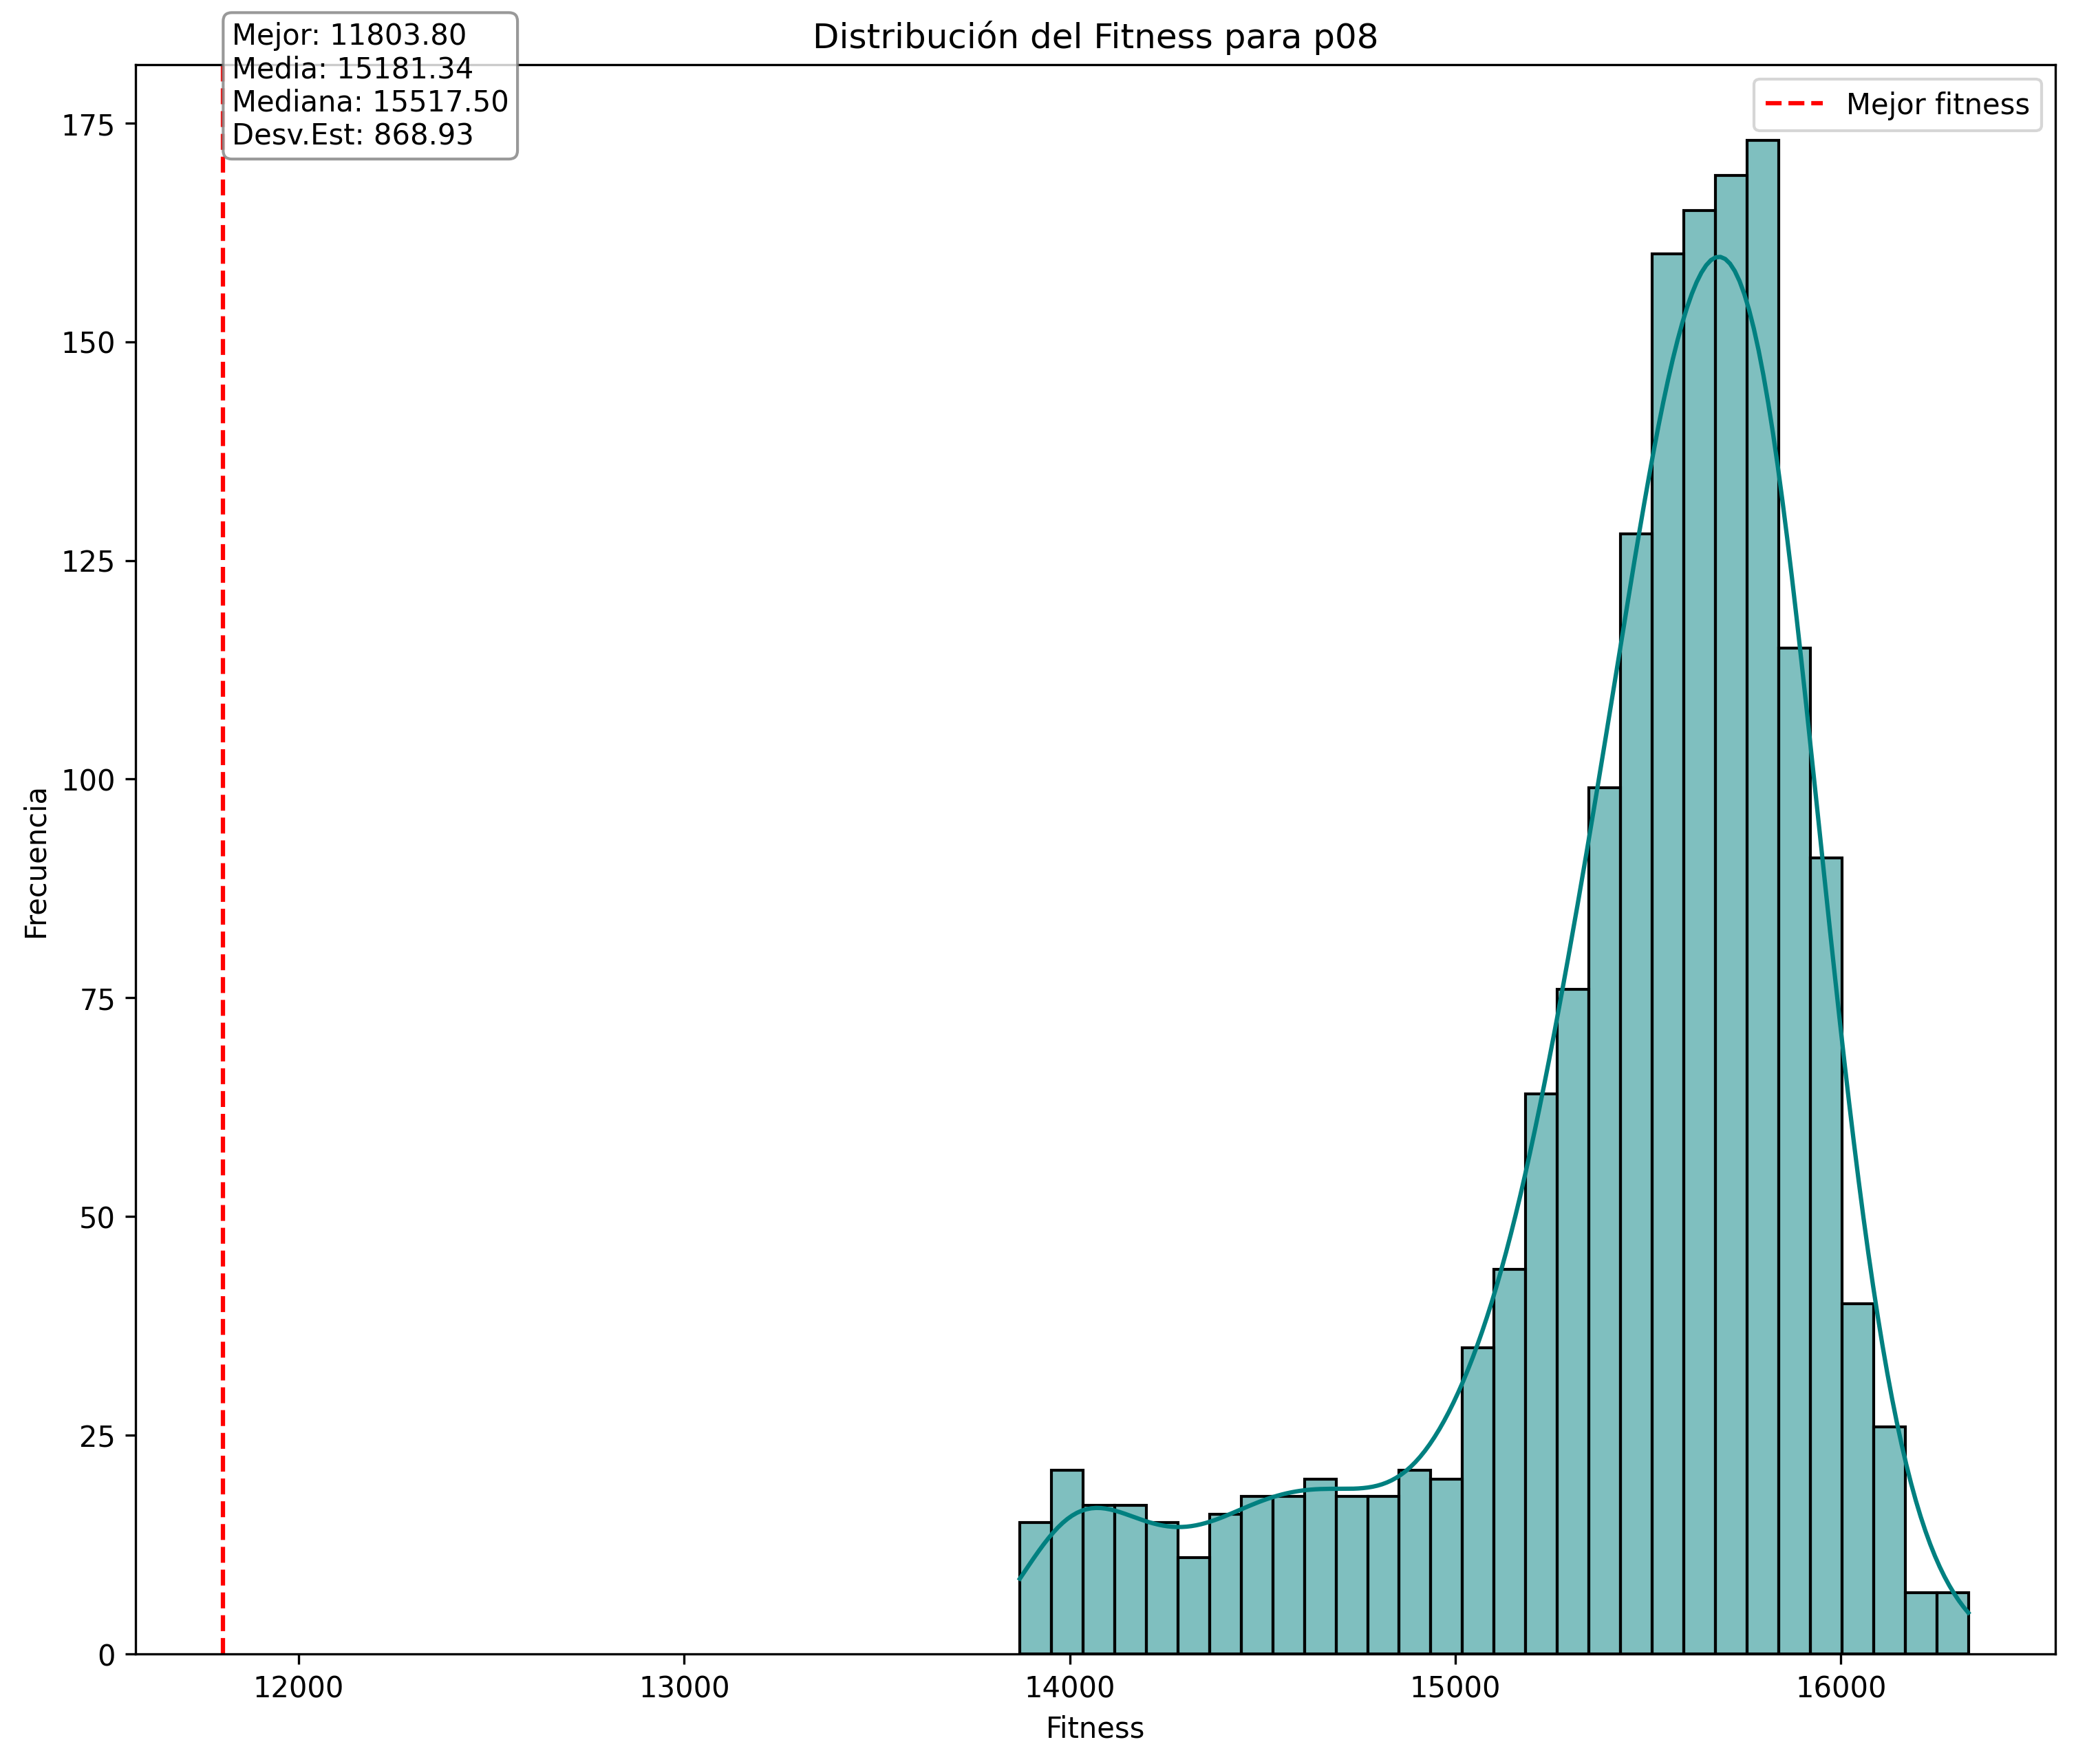 Distribución del Fitness para p08
Mejor: 11803.80
Media: 15181.34
Mediana: 15517.50
Desv.Est: 868.93
Mejor fitness
175
150
125
100
75
50
25
0
Frecuencia
12000 13000 14000 15000 16000
Fitness